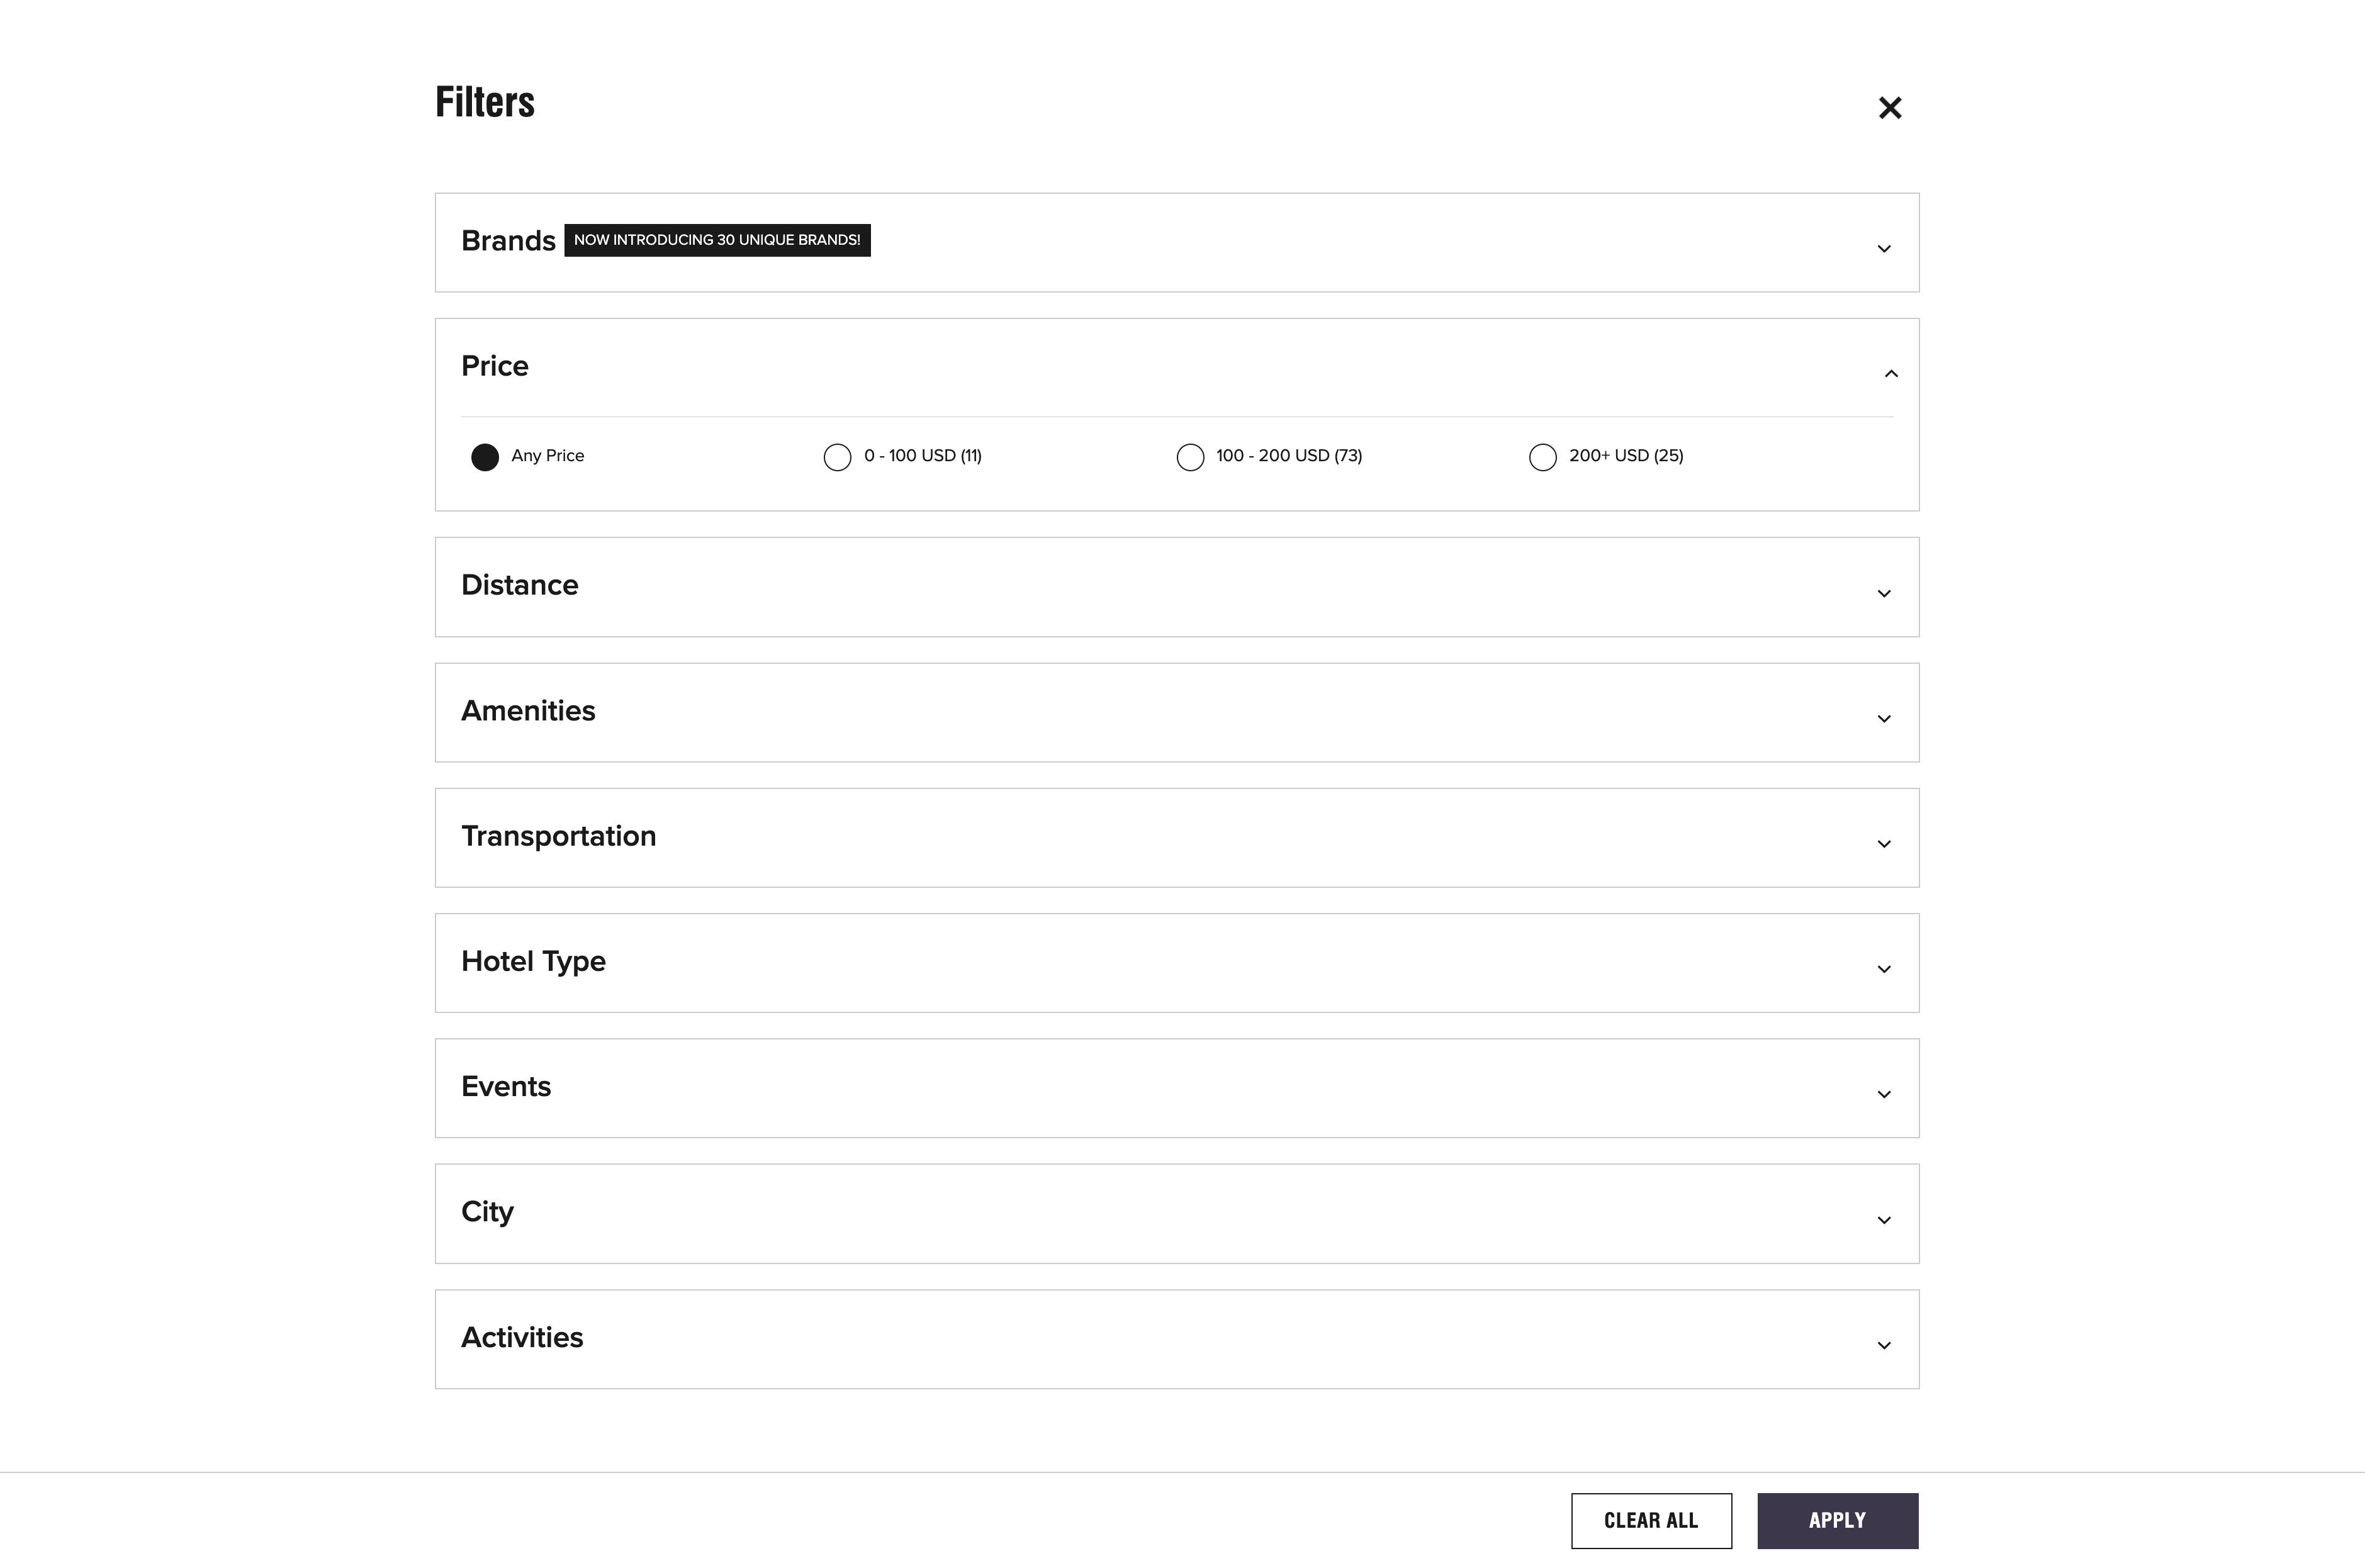 Filters
Brands NOW INTRODUCING 30 UNIQUE BRANDS!
Price
Any Price 0 - 100 USD (11) 100 - 200 USD (73) 200+ USD (25)
Distance
Amenities
Transportation
Hotel Type
Events
City
Activities
CLEAR ALL APPLY